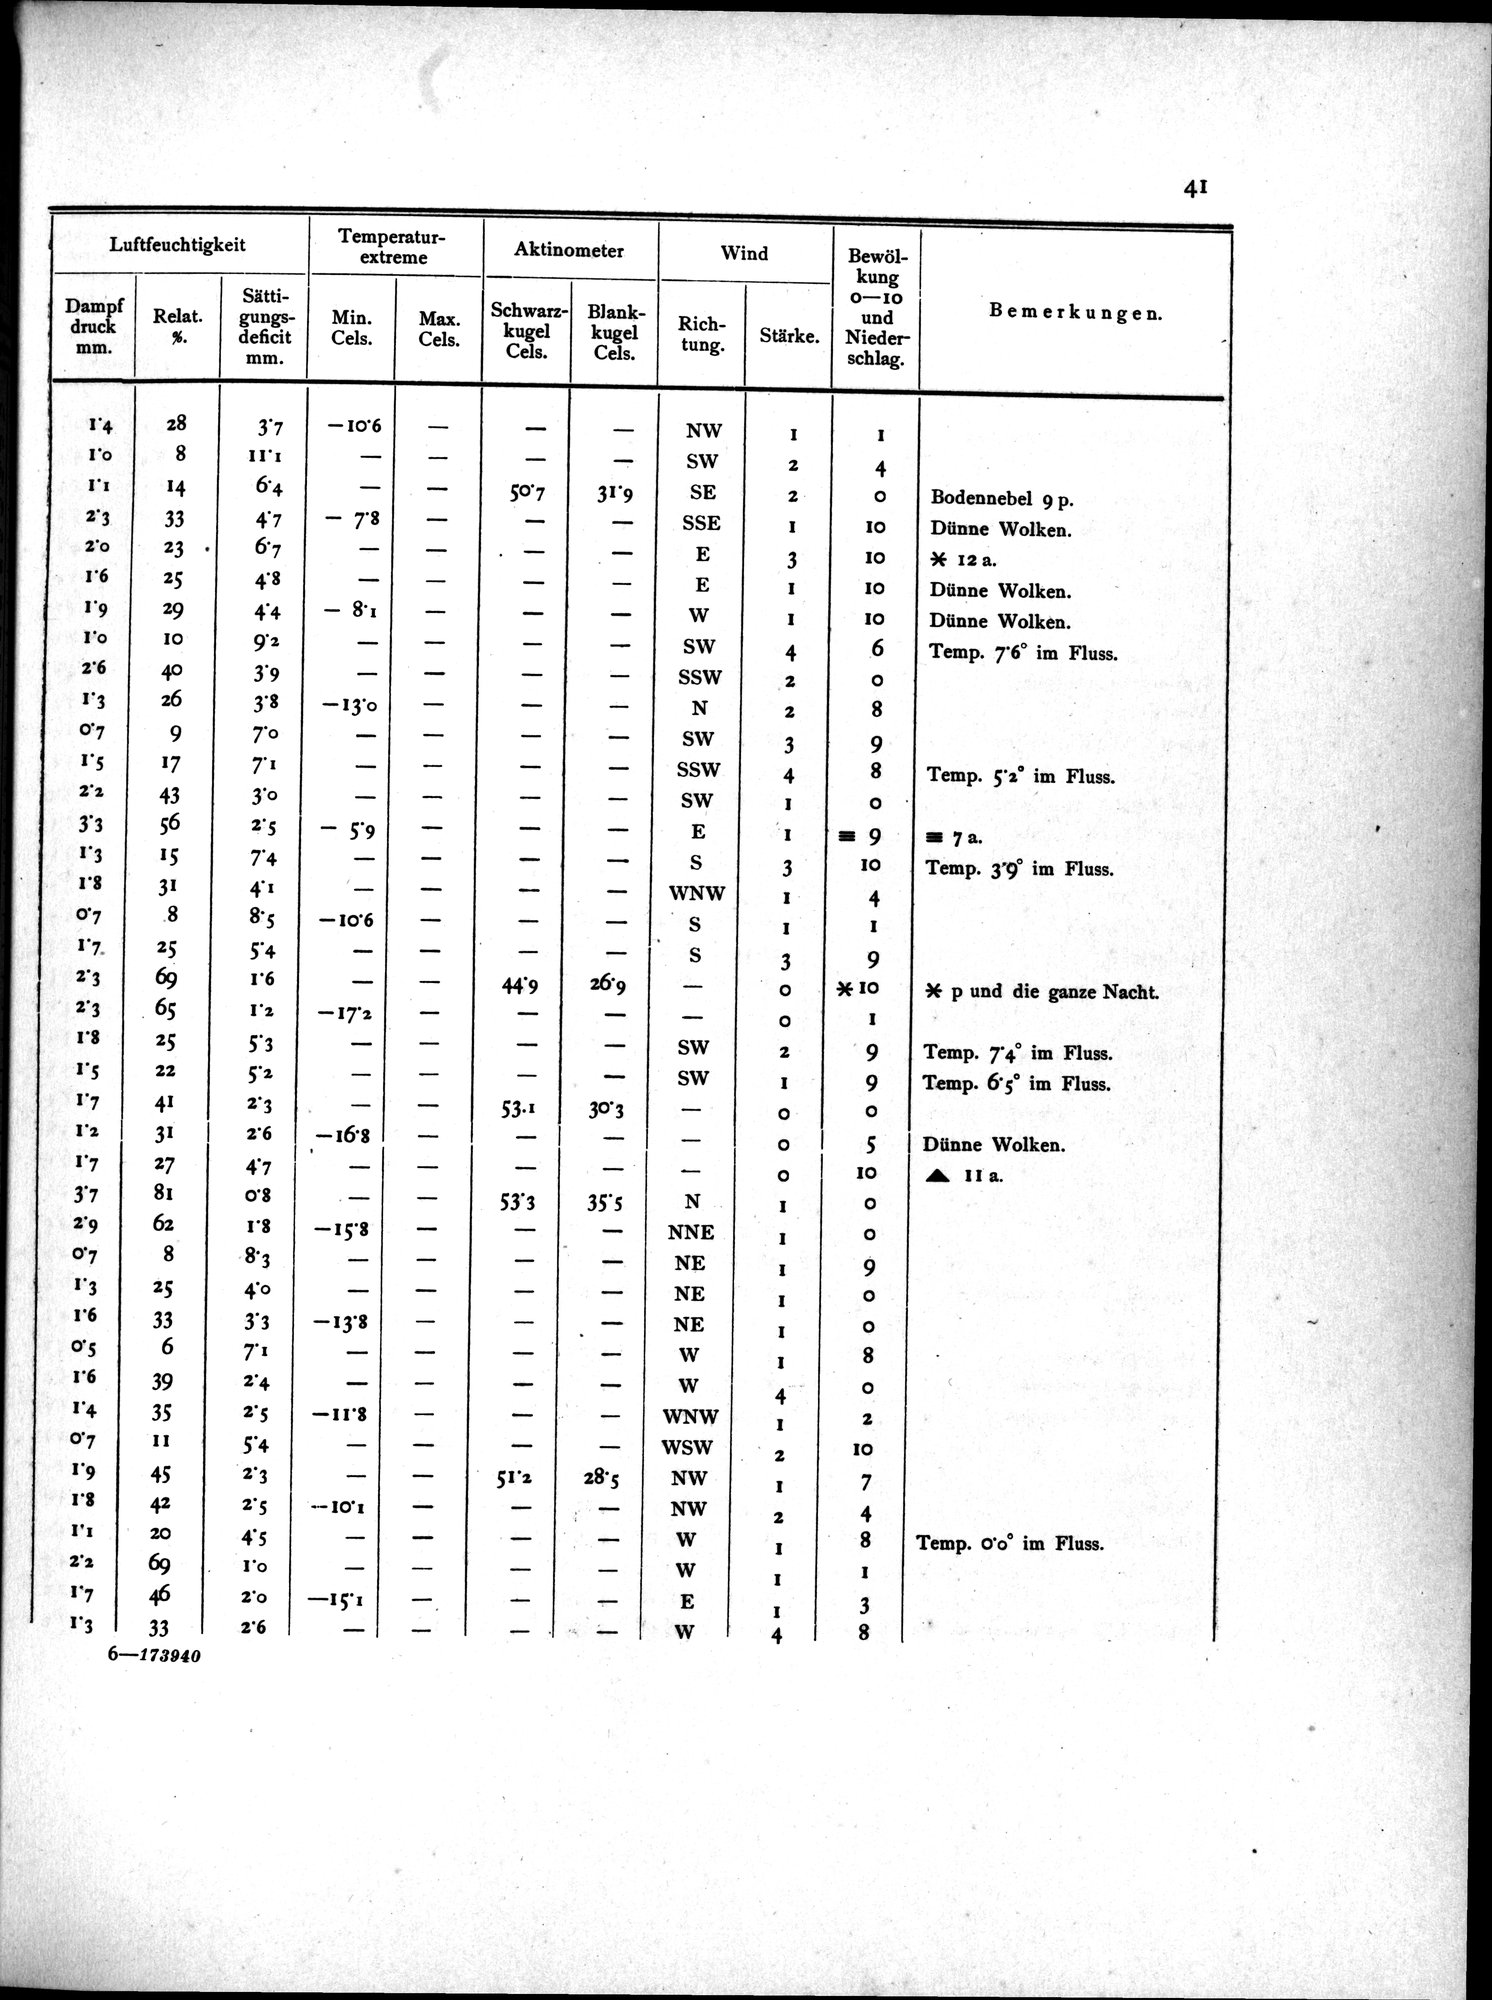 41
Luftfeuchtigkeit | Temperatur-extreme | Aktinometer | Wind | Bewöl-kung 0—10 und Nieder-schlag. | Bemerkungen.
Dampf druck mm. | Relat. %. | Sätti-gungs-deficit mm. | Min. Cels. | Max. Cels. | Schwarz-kugel Cels. | Blank-kugel Cels. | Rich-tung. | Stärke.
1·4 28 3·7 —10·6 — — — NW 1 1
1·0 8 11·1 — — — — SW 2 4
1·1 14 6·4 — — 50·7 31·9 SE 2 0 Bodennebel 9 p.
2·3 33 4·7 — 7·8 — — — SSE 1 10 Dünne Wolken.
2·0 23 6·7 — — — — E 3 10 ✶ 12 a.
1·6 25 4·8 — — — — E 1 10 Dünne Wolken.
1·9 29 4·4 — 8·1 — — — W 1 10 Dünne Wolken.
1·0 10 9·2 — — — — SW 4 6 Temp. 7·6° im Fluss.
2·6 40 3·9 — — — — SSW 2 0
1·3 26 3·8 —13·0 — — — N 2 8
0·7 9 7·0 — — — — SW 3 9
1·5 17 7·1 — — — — SSW 4 8 Temp. 5·2° im Fluss.
2·2 43 3·0 — — — — SW 1 0
3·3 56 2·5 — 5·9 — — — E 1 ≡ 9 ≡ 7 a.
1·3 15 7·4 — — — — S 3 10 Temp. 3·9° im Fluss.
1·8 31 4·1 — — — — WNW 1 4
0·7 8 8·5 —10·6 — — — S 1 1
1·7 25 5·4 — — — — S 3 9
2·3 69 1·6 — — 44·9 26·9 — 0 ✶10 ✶ p und die ganze Nacht.
2·3 65 1·2 —17·2 — — — — 0 1
1·8 25 5·3 — — — — SW 2 9 Temp. 7·4° im Fluss.
1·5 22 5·2 — — — — SW 1 9 Temp. 6·5° im Fluss.
1·7 41 2·3 — — 53.1 30·3 — 0 0
1·2 31 2·6 —16·8 — — — — 0 5 Dünne Wolken.
1·7 27 4·7 — — — — — 0 10 ▲ 11 a.
3·7 81 0·8 — — 53·3 35·5 N 1 0
2·9 62 1·8 —15·8 — — — NNE 1 0
0·7 8 8·3 — — — — NE 1 9
1·3 25 4·0 — — — — NE 1 0
1·6 33 3·3 —13·8 — — — NE 1 0
0·5 6 7·1 — — — — W 1 8
1·6 39 2·4 — — — — W 4 0
1·4 35 2·5 —11·8 — — — WNW 1 2
0·7 11 5·4 — — — — WSW 2 10
1·9 45 2·3 — — 51·2 28·5 NW 1 7
1·8 42 2·5 —10·1 — — — NW 2 4
1·1 20 4·5 — — — — W 1 8 Temp. 0·0° im Fluss.
2·2 69 1·0 — — — — W 1 1
1·7 46 2·0 —15·1 — — — E 1 3
1·3 33 2·6 — — — — W 4 8
6—173940